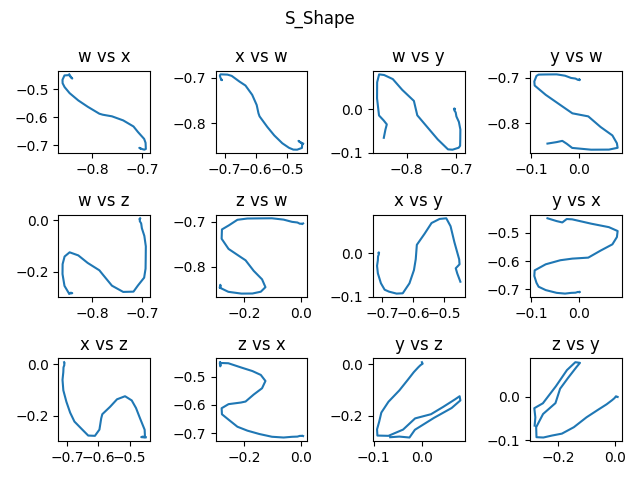 S_Shape
w vs x x vs w w vs y y vs w
−0.5 −0.6 −0.7 −0.8 −0.7
−0.7 −0.8 −0.7 −0.6 −0.5
0.0 −0.1 −0.8 −0.7
−0.7 −0.8 −0.1 0.0
w vs z z vs w x vs y y vs x
0.0 −0.2 −0.8 −0.7
−0.7 −0.8 −0.2 0.0
0.0 −0.1 −0.7 −0.6 −0.5
−0.5 −0.6 −0.7 −0.1 0.0
x vs z z vs x y vs z z vs y
0.0 −0.2 −0.7 −0.6 −0.5
−0.5 −0.6 −0.7 −0.2 0.0
0.0 −0.2 −0.1 0.0
0.0 −0.1 −0.2 0.0